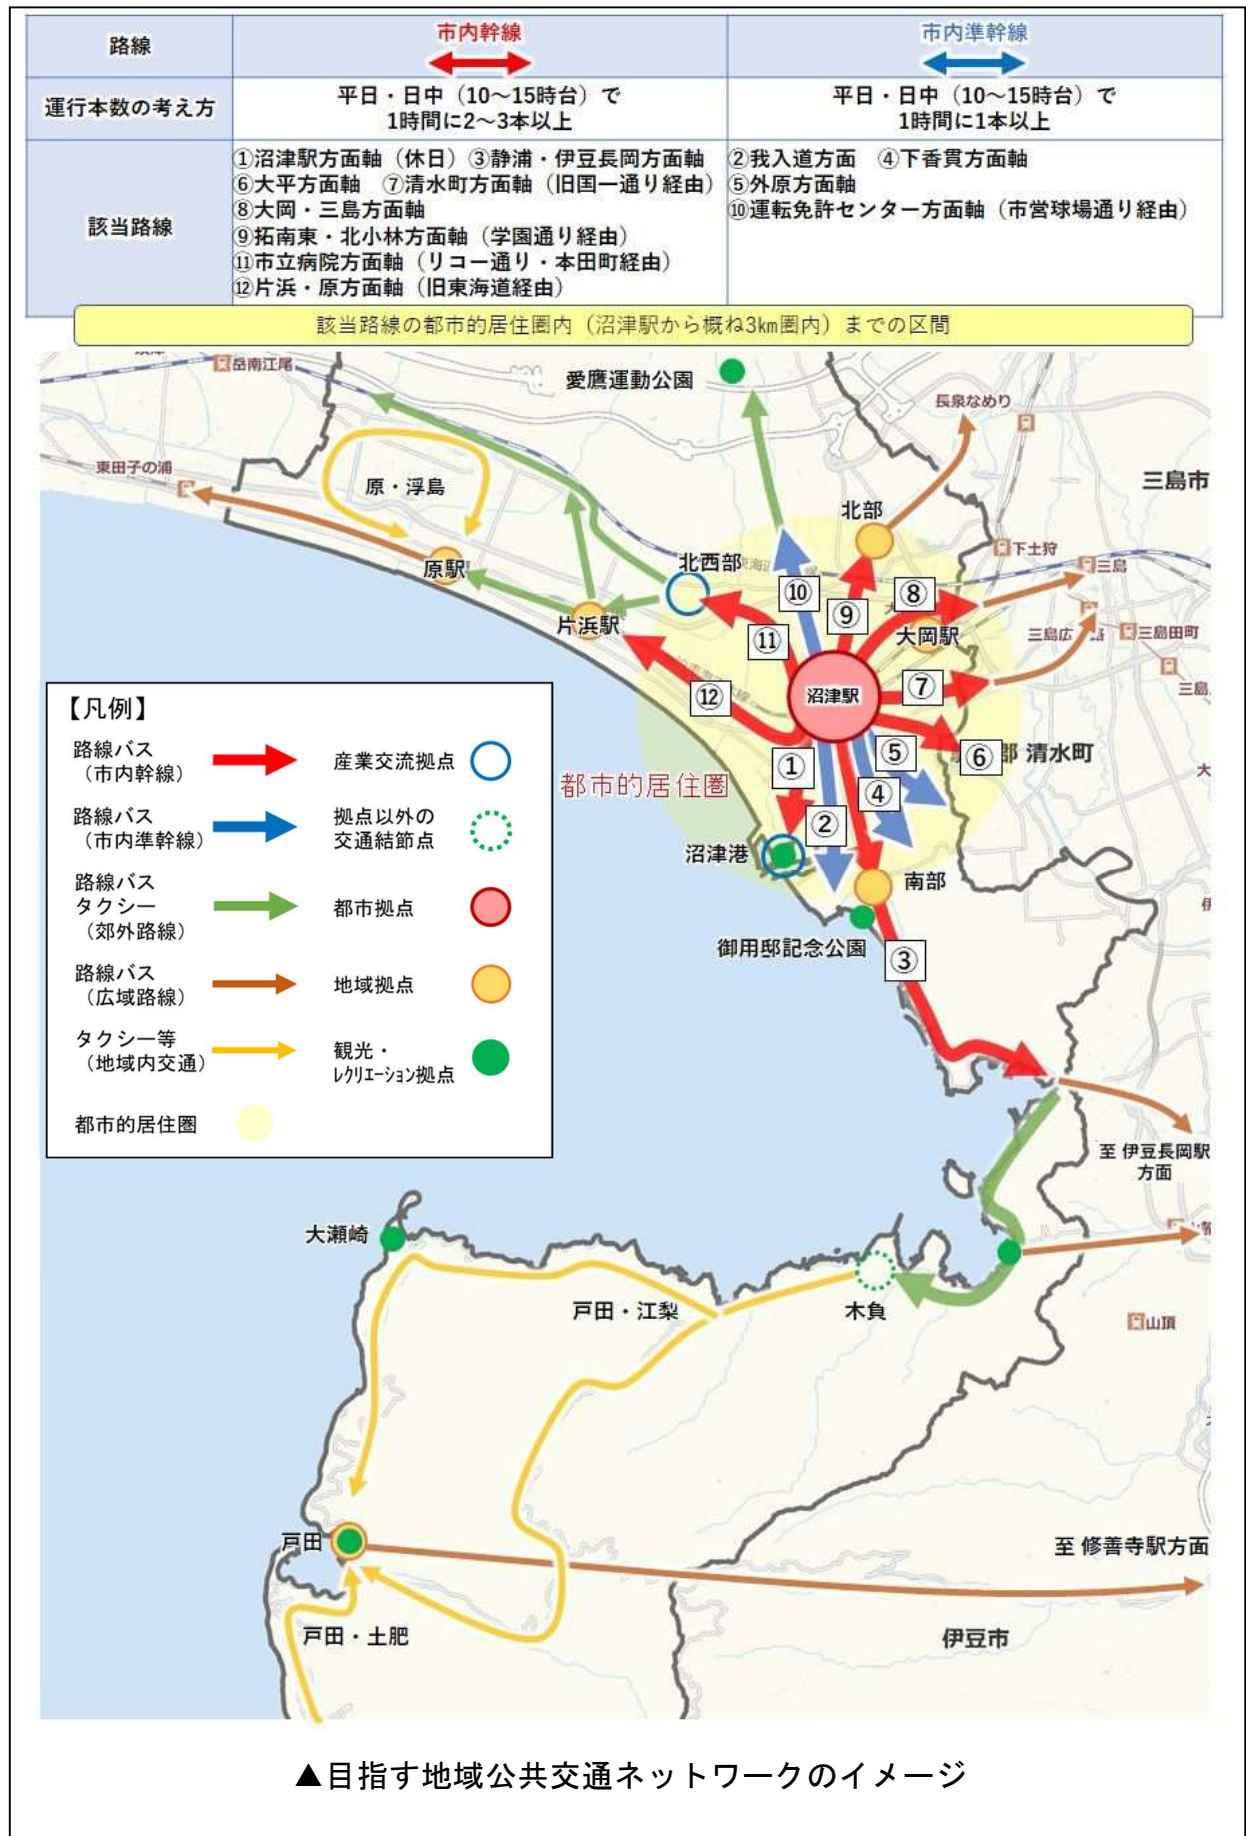 路線
市内幹線
市内準幹線
運行本数の考え方
平日・日中（10～15時台）で
1時間に2～3本以上
平日・日中（10～15時台）で
1時間に1本以上
該当路線
①沼津駅方面軸（休日）③静浦・伊豆長岡方面軸
⑥大平方面軸　⑦清水町方面軸（旧国一通り経由）
⑧大岡・三島方面軸
⑨拓南東・北小林方面軸（学園通り経由）
⑪市立病院方面軸（リコー通り・本田町経由）
⑫片浜・原方面軸（旧東海道経由）
②我入道方面　④下香貫方面軸
⑤外原方面軸
⑩運転免許センター方面軸（市営球場通り経由）
該当路線の都市的居住圏内（沼津駅から概ね3km圏内）までの区間
岳南江尾
愛鷹運動公園
長泉なめり
東田子の浦
原・浮島
三島市
北部
原駅
北西部
下土狩
三島
⑩
⑨
⑧
片浜駅
大岡駅
三島広
三島田町
⑪
⑫
沼津駅
⑦
三島
⑤
⑥
清水町
①
④
②
都市的居住圏
沼津港
南部
御用邸記念公園
③
【凡例】
路線バス
（市内幹線）
産業交流拠点
路線バス
（市内準幹線）
拠点以外の
交通結節点
路線バス
タクシー
（郊外路線）
都市拠点
路線バス
（広域路線）
地域拠点
タクシー等
（地域内交通）
観光・
ﾚｸﾘｴｰｼｮﾝ拠点
都市的居住圏
至 伊豆長岡駅
方面
大瀬崎
戸田・江梨
木負
山頂
戸田
至 修善寺駅方面
戸田・土肥
伊豆市
▲目指す地域公共交通ネットワークのイメージ